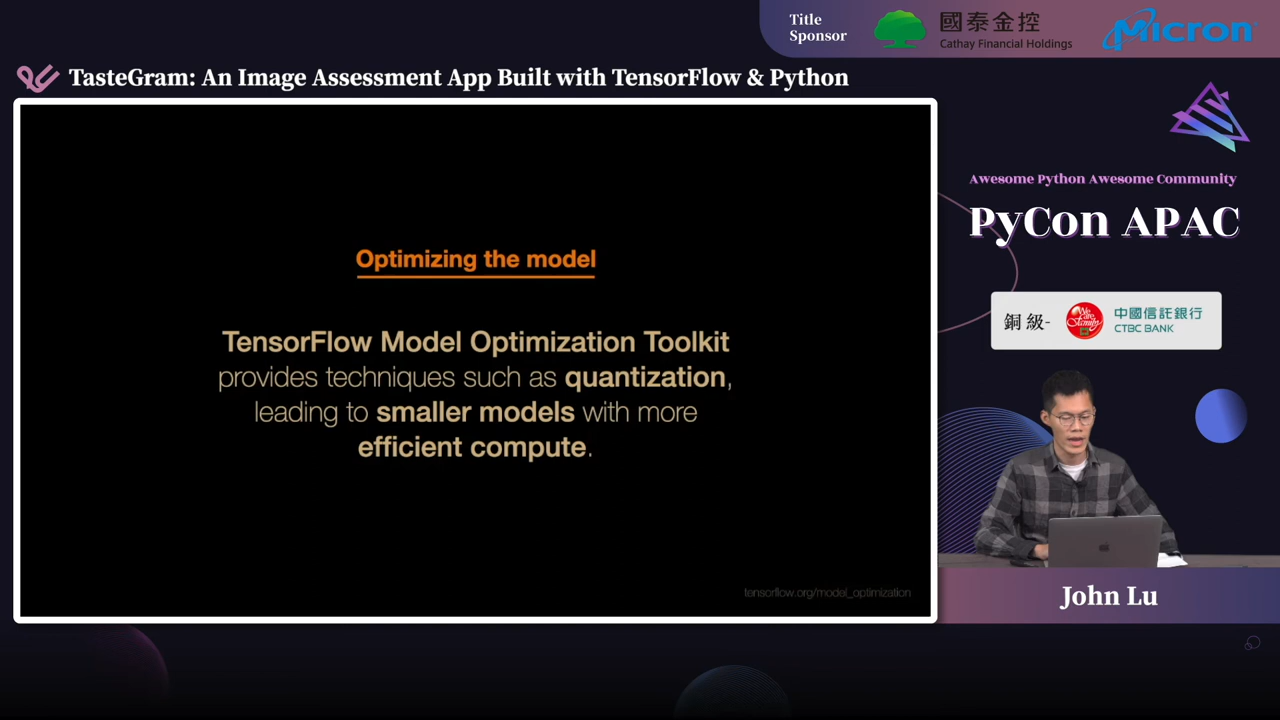 Title
Sponsor
國泰金控
Cathay Financial Holdings
Micron
TasteGram: An Image Assessment App Built with TensorFlow & Python
Optimizing the model
TensorFlow Model Optimization Toolkit
provides techniques such as quantization,
leading to smaller models with more
efficient compute.
tensorflow.org/model_optimization
Awesome Python Awesome Community
PyCon APAC
銅級-
We are Family
中國信託銀行
CTBC BANK
John Lu